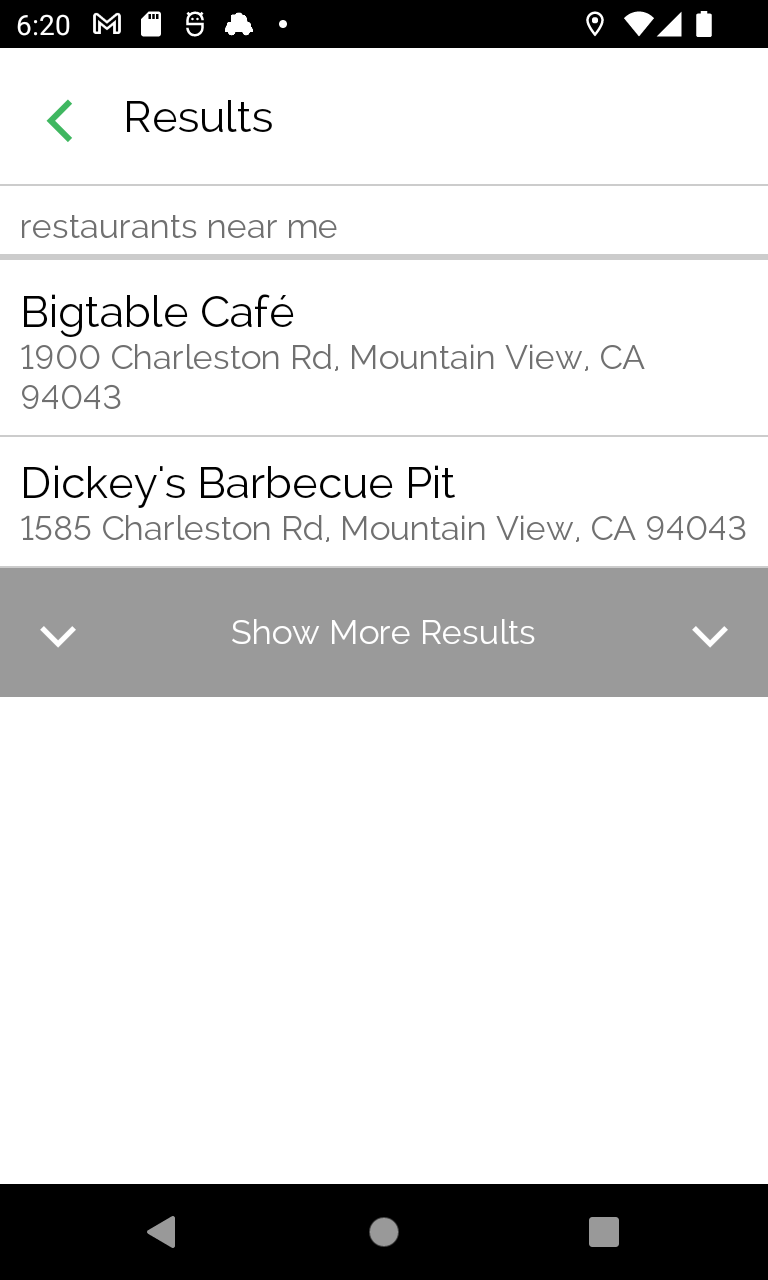 6:20
Results
restaurants near me
Bigtable Café
1900 Charleston Rd, Mountain View, CA
94043
Dickey's Barbecue Pit
1585 Charleston Rd, Mountain View, CA 94043
Show More Results